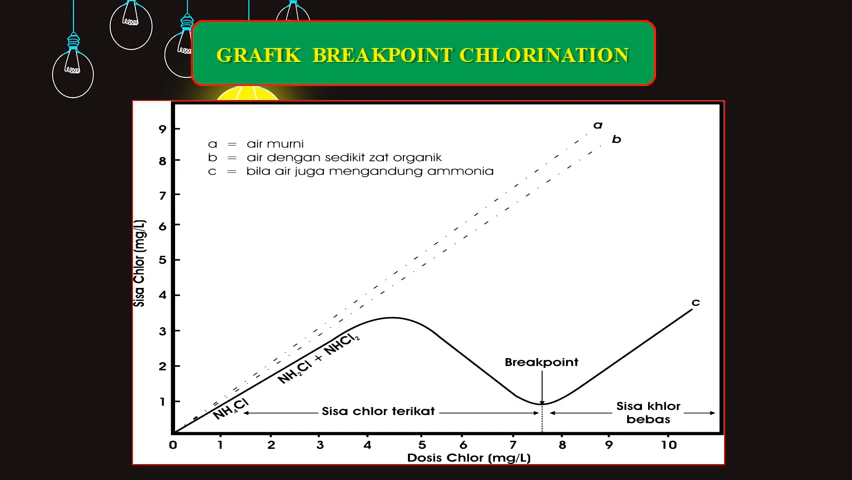 GRAFIK BREAKPOINT CHLORINATION
9
8
7
6
5
4
3
2
1
Sisa Chlor (mg/L)
a = air murni
b = air dengan sedikit zat organik
c = bila air juga mengandung ammonia
a
b
c
NH₄Cl
NH₂Cl + NHCl₂
Breakpoint
Sisa chlor terikat
Sisa khlor
bebas
0 1 2 3 4 5 6 7 8 9 10
Dosis Chlor (mg/L)